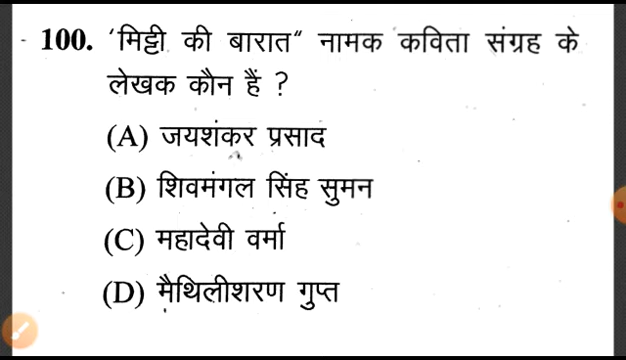 100. 'मिट्टी की बारात" नामक कविता संग्रह के
लेखक कौन हैं ?
(A) जयशंकर प्रसाद
(B) शिवमंगल सिंह सुमन
(C) महादेवी वर्मा
(D) मैथिलीशरण गुप्त